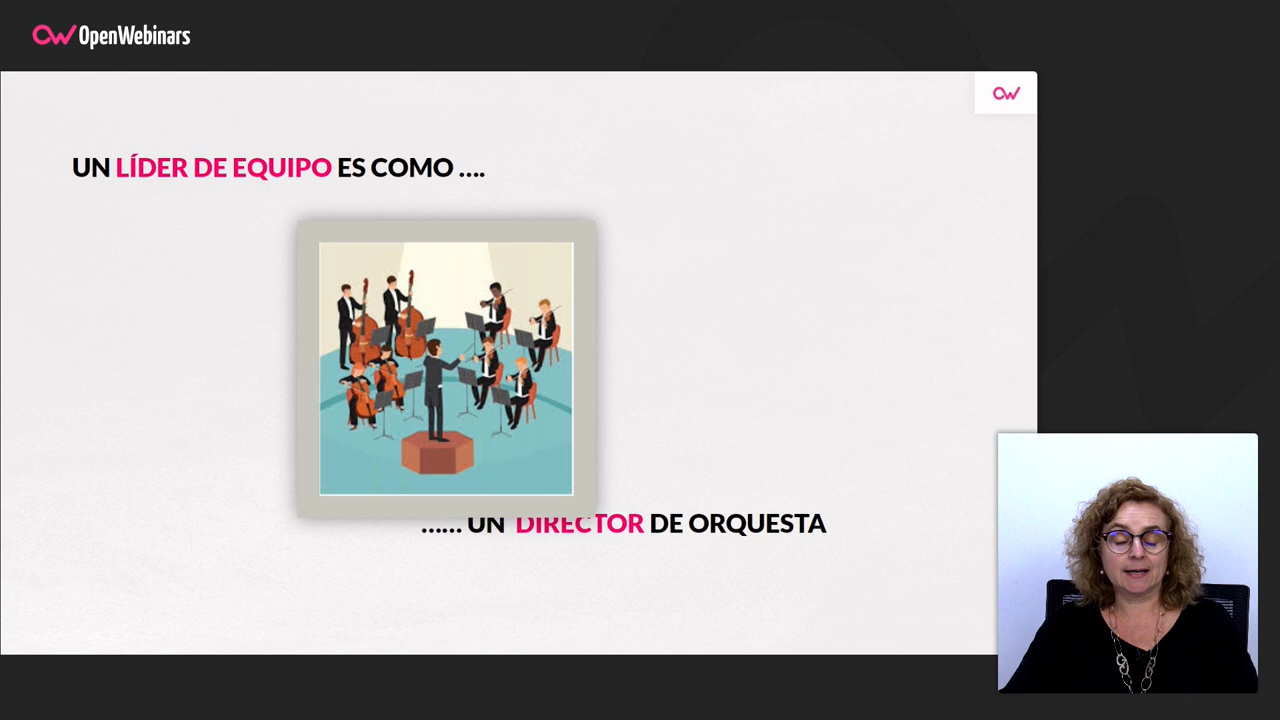 OpenWebinars
UN LÍDER DE EQUIPO ES COMO ....
...... UN DIRECTOR DE ORQUESTA